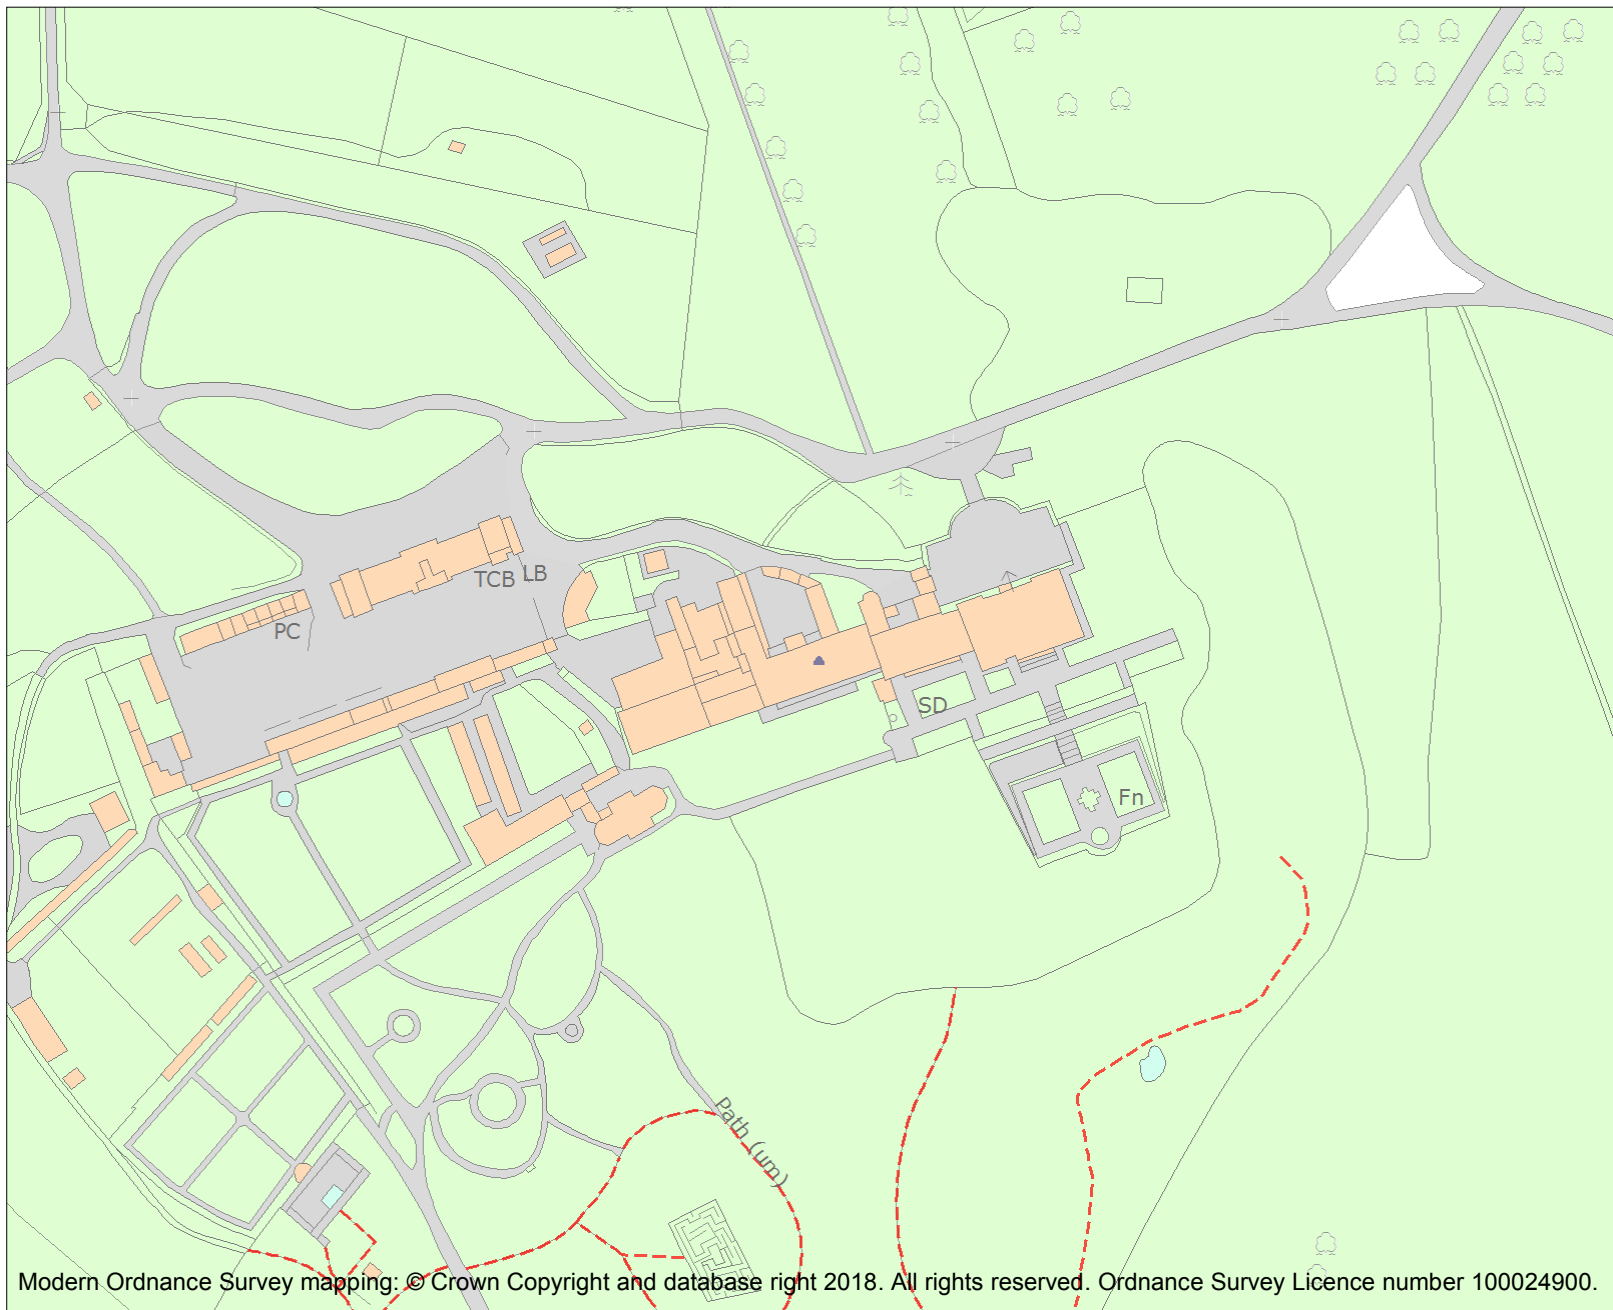 TCB
LB
PC
SD
Fn
Path (um)
Modern Ordnance Survey mapping: © Crown Copyright and database right 2018. All rights reserved. Ordnance Survey Licence number 100024900.